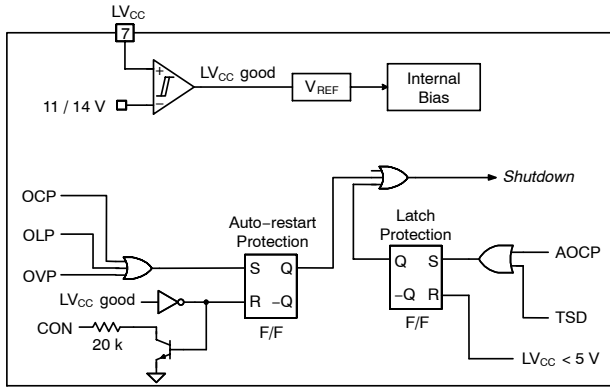 LVCC
7
LVCC good
VREF
Internal
Bias
11 / 14 V
+
−
Shutdown
OCP
OLP
OVP
Auto−restart
Protection
Latch
Protection
S Q
R −Q
F/F
Q S
−Q R
F/F
AOCP
TSD
LVCC < 5 V
LVCC good
CON
20 k